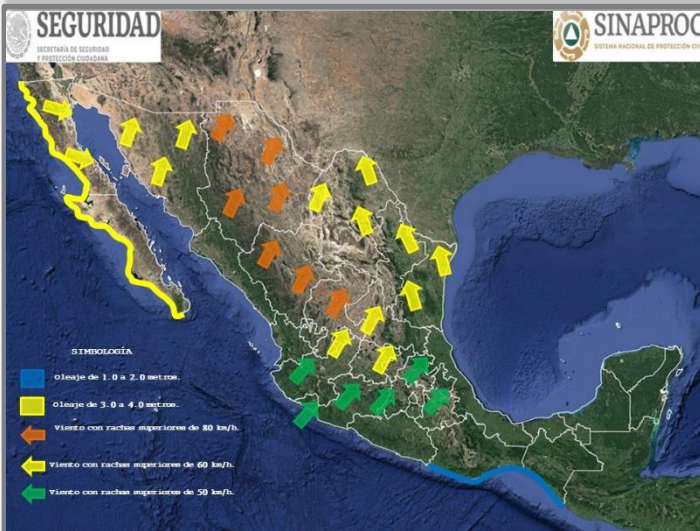 SEGURIDAD
SECRETARÍA DE SEGURIDAD
Y PROTECCIÓN CIUDADANA
SINAPROC
SISTEMA NACIONAL DE PROTECCIÓN CI
SIMBOLOGÍA
Oleaje de 1.0 a 2.0 metros.
Oleaje de 3.0 a 4.0 metros.
Viento con rachas superiores de 80 km/h.
Viento con rachas superiores de 60 km/h.
Viento con rachas superiores de 50 km/h.